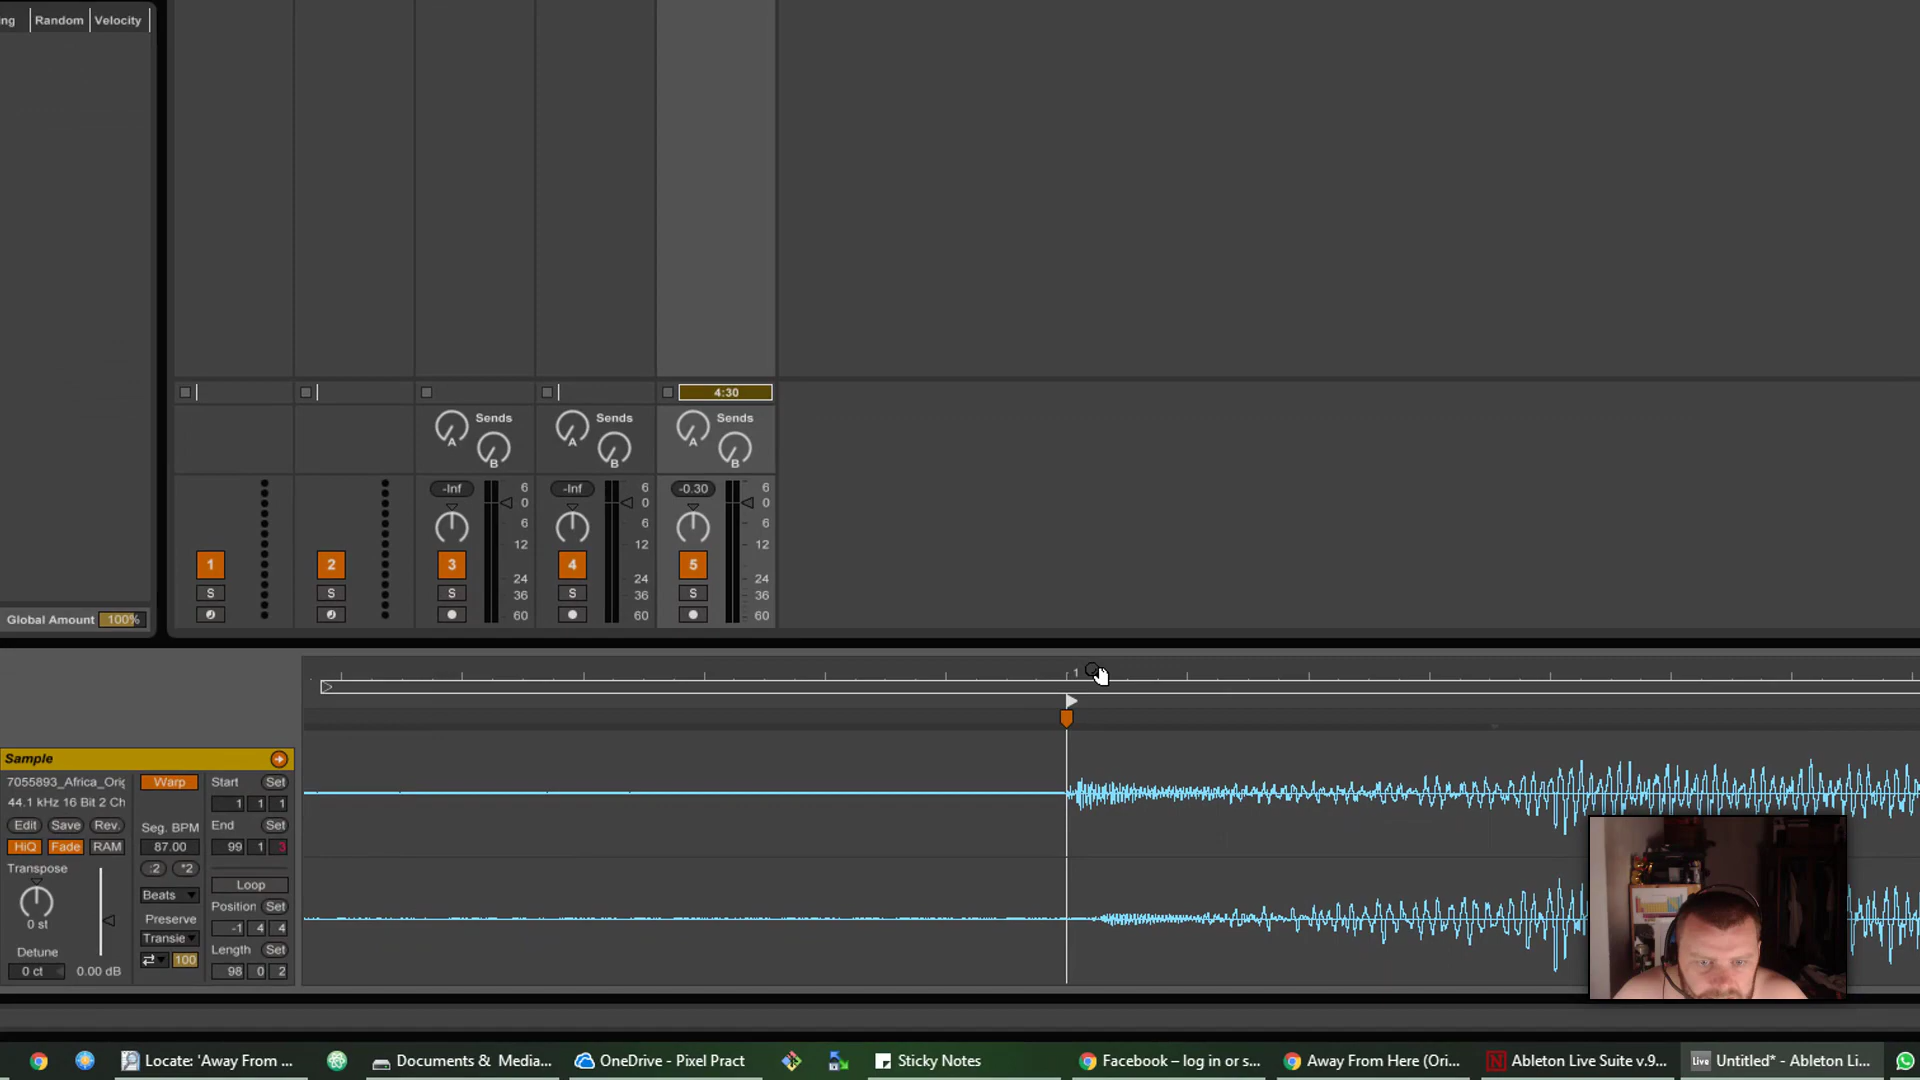 ng Random Velocity
4:30
Sends Sends Sends
A A A
B B B
-Inf 6 -Inf 6 -0.30 6
0 0 0
6 6 6
12 12 12
1 2 3 4 5
24 24 24
S S S S S
36 36 36
60 60 60
Global Amount 100%
1
Sample
7055893_Africa_Orig
44.1 kHz 16 Bit 2 Ch
Edit Save Rev.
HiQ Fade RAM
Transpose
0 st
Detune
0 ct 0.00 dB
Warp
Seg. BPM
87.00
:2 *2
Beats
Preserve
Transie
100
Start Set
1 1 1
End Set
99 1 3
Loop
Position Set
-1 4 4
Length Set
98 0 2
Locate: 'Away From ... Documents & Media... OneDrive - Pixel Pract Sticky Notes Facebook – log in or s... Away From Here (Ori... Ableton Live Suite v.9... Live Untitled* - Ableton Li...